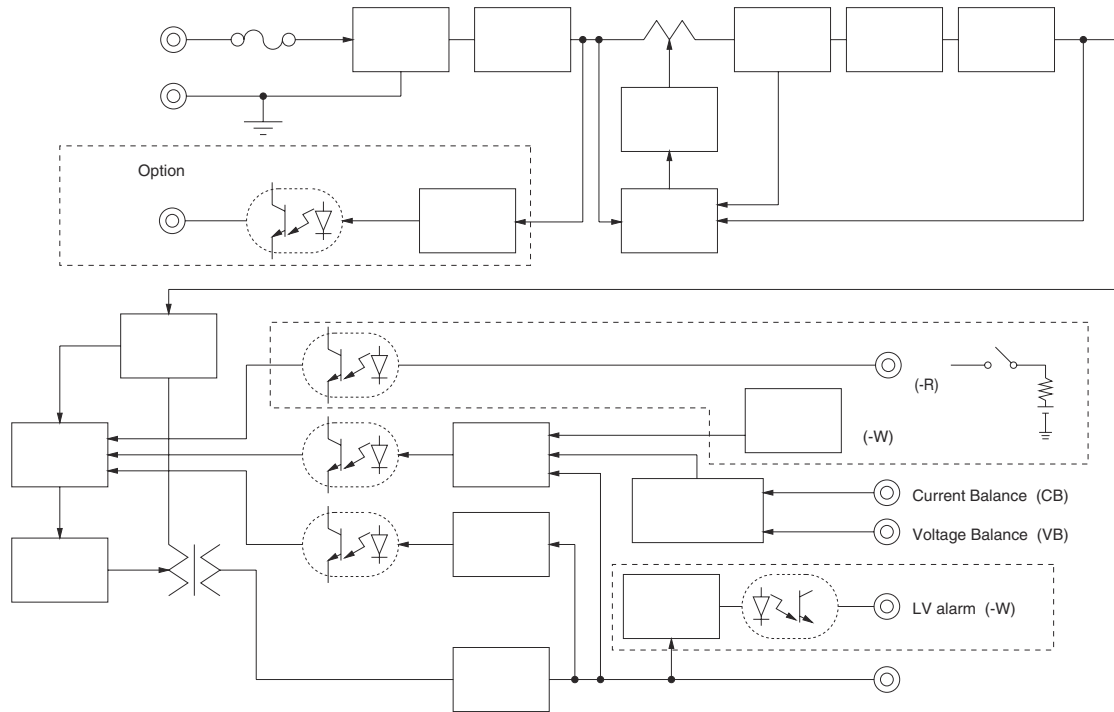 Option
(-R)
(-W)
Current Balance (CB)
Voltage Balance (VB)
LV alarm (-W)